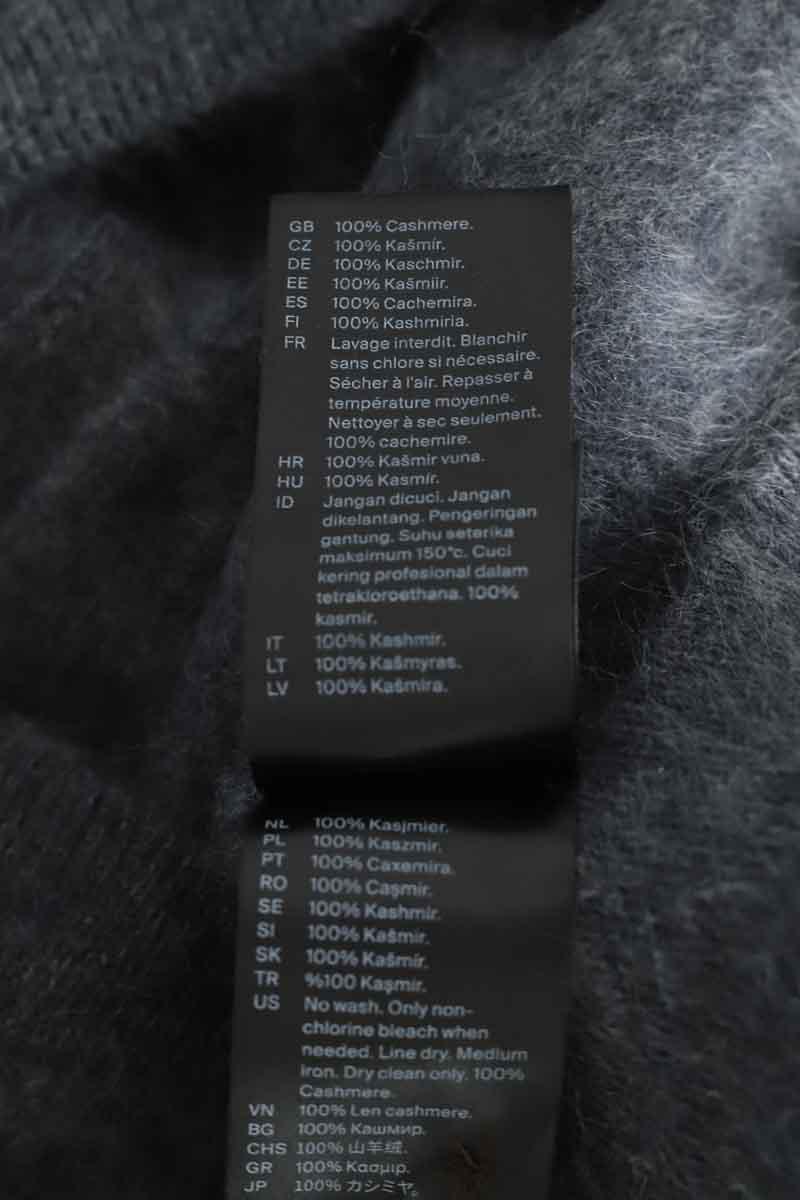 GB 100% Cashmere.
CZ 100% Kašmír.
DE 100% Kaschmir.
EE 100% Kašmiir.
ES 100% Cachemira.
FI 100% Kashmiria.
FR Lavage interdit. Blanchir
sans chlore si nécessaire.
Sécher à l'air. Repasser à
température moyenne.
Nettoyer à sec seulement.
100% cachemire.
HR 100% Kašmir vuna.
HU 100% Kasmír.
ID Jangan dicuci. Jangan
dikelantang. Pengeringan
gantung. Suhu seterika
maksimum 150°c. Cuci
kering profesional dalam
tetrakloroethana. 100%
kasmir.
IT 100% Kashmir.
LT 100% Kašmyras.
LV 100% Kašmira.
NL 100% Kasjmier.
PL 100% Kaszmir.
PT 100% Caxemira.
RO 100% Cașmir.
SE 100% Kashmir.
SI 100% Kašmir.
SK 100% Kašmír.
TR %100 Kaşmir.
US No wash. Only non-
chlorine bleach when
needed. Line dry. Medium
iron. Dry clean only. 100%
Cashmere.
VN 100% Len cashmere.
BG 100% Кашмир.
CHS 100% 山羊绒。
GR 100% Κασμιρ.
JP 100% カシミヤ。